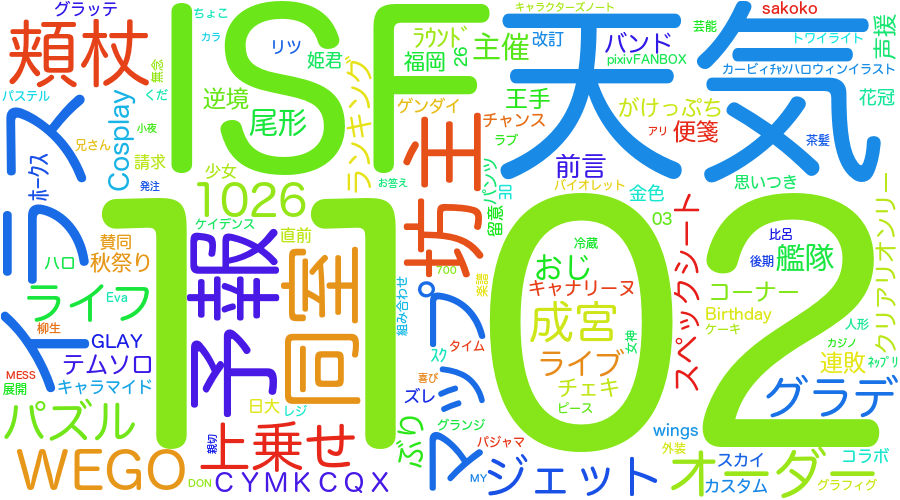 グラッテ
ちょこ
キャラクターズノート
sakoko
芸能
声援
頬杖
ISF
天気
リッツ
カラ
姫君
ラウンド
26
主催
改訂
バンド
トワイライト
福岡
pixivFANBOX
パステル
イラスト
Cosplay
くだ
逆境
ランキング
ゲンダイ
王手
カービィチャンハロウィンイラスト
花冠
がけっぷち
小夜
ホークス
尾形
坊主
チャンス
ラブ
アリ
便箋
茶髪
兄さん
請求
発注
少女
お答え
パンツ
前言
バイオレット
30
金色
思いつき
クリアリオンリー
1102
1026
ケイデンス
留意
03
スペックシート
賛同
直前
予報
同室
比呂
艦隊
後期
ハロ
秋祭り
冷蔵
おじ
700
楽譜
キャナリーヌ
コーナー
ライフ
Eva
組み合わせ
マップ
成宮
女神
Birthday
人形
柳生
GLAY
タイム
スク
ケーキ
カジノ
テムソロ
ライブ
連敗
ネップリ
MESS
展開
キャラマイド
喜び
チェキ
ズレ
グラデ
パズル
日大
レジ
ピース
グランジ
wings
親切
ぶり
パジャマ
外装
上乗せ
WEGO
スカイ
コラボ
ジェット
オーダー
DON
CYMKCQX
MY
カスタム
グラフィグ